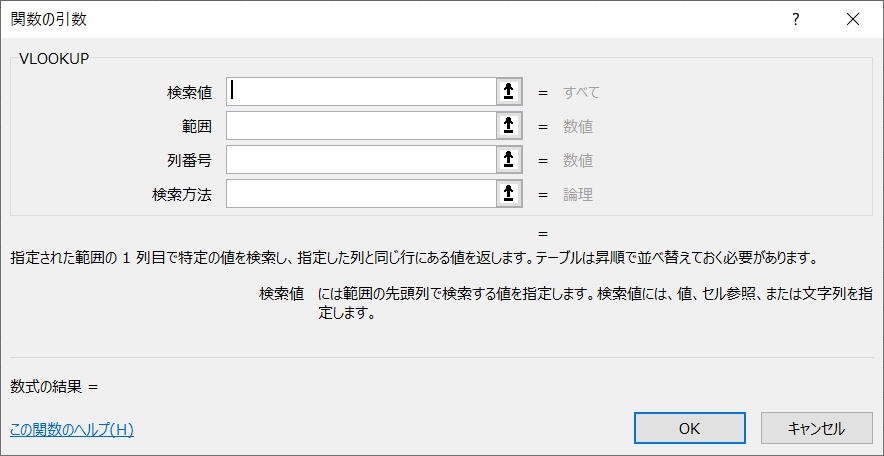 関数の引数 ? ×
VLOOKUP
検索値 = すべて
範囲 = 数値
列番号 = 数値
検索方法 = 論理
=
指定された範囲の 1 列目で特定の値を検索し、指定した列と同じ行にある値を返します。テーブルは昇順で並べ替えておく必要があります。
検索値 には範囲の先頭列で検索する値を指定します。検索値には、値、セル参照、または文字列を指
定します。
数式の結果 =
この関数のヘルプ(H)
OK キャンセル